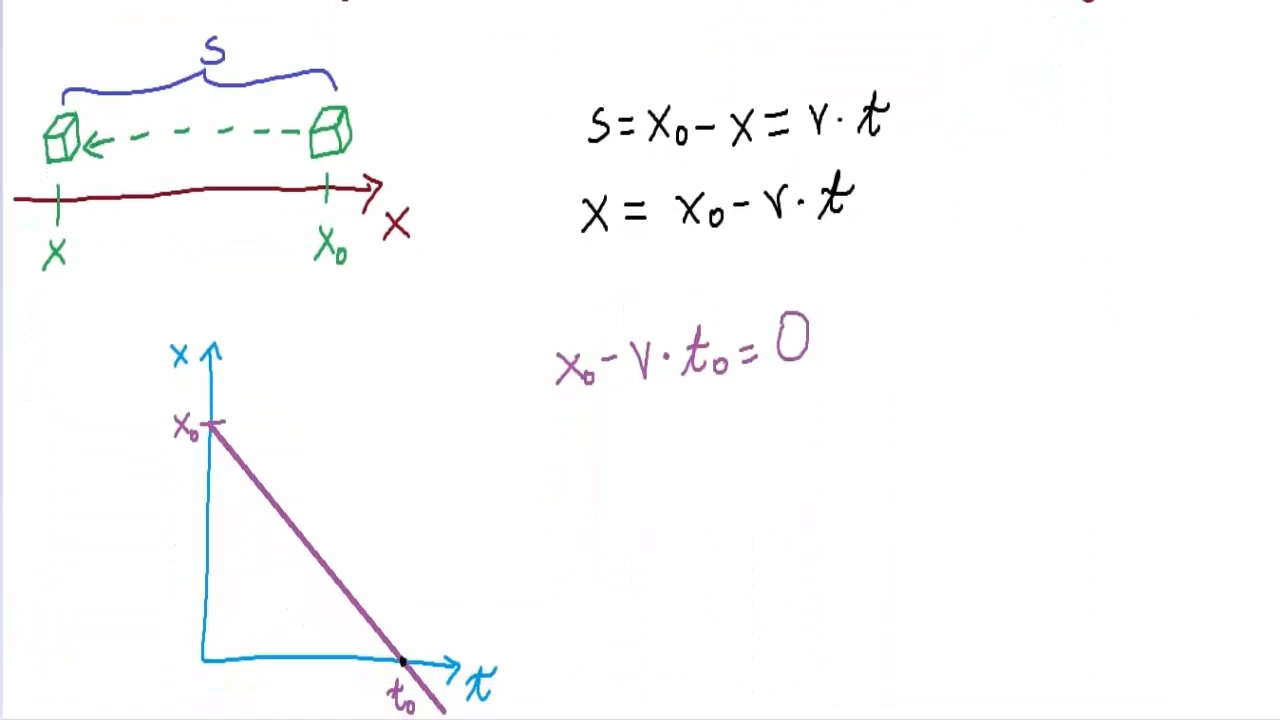 S
x
x₀
X
s = x₀ - x = v · t
x = x₀ - v · t
x₀ - v · t₀ = 0
x
x₀
t₀
t